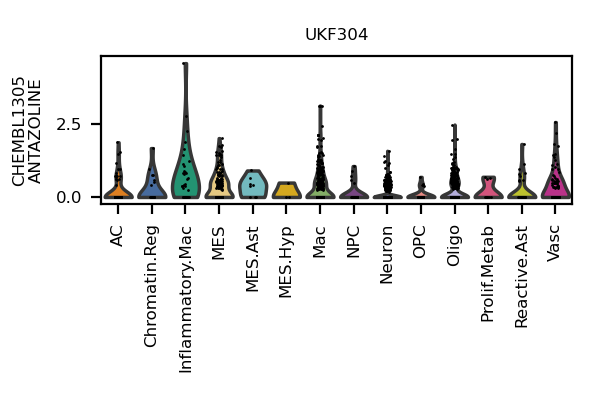 UKF304
CHEMBL1305
ANTAZOLINE
2.5
0.0
AC
Chromatin.Reg
Inflammatory.Mac
MES
MES.Ast
MES.Hyp
Mac
NPC
Neuron
OPC
Oligo
Prolif.Metab
Reactive.Ast
Vasc